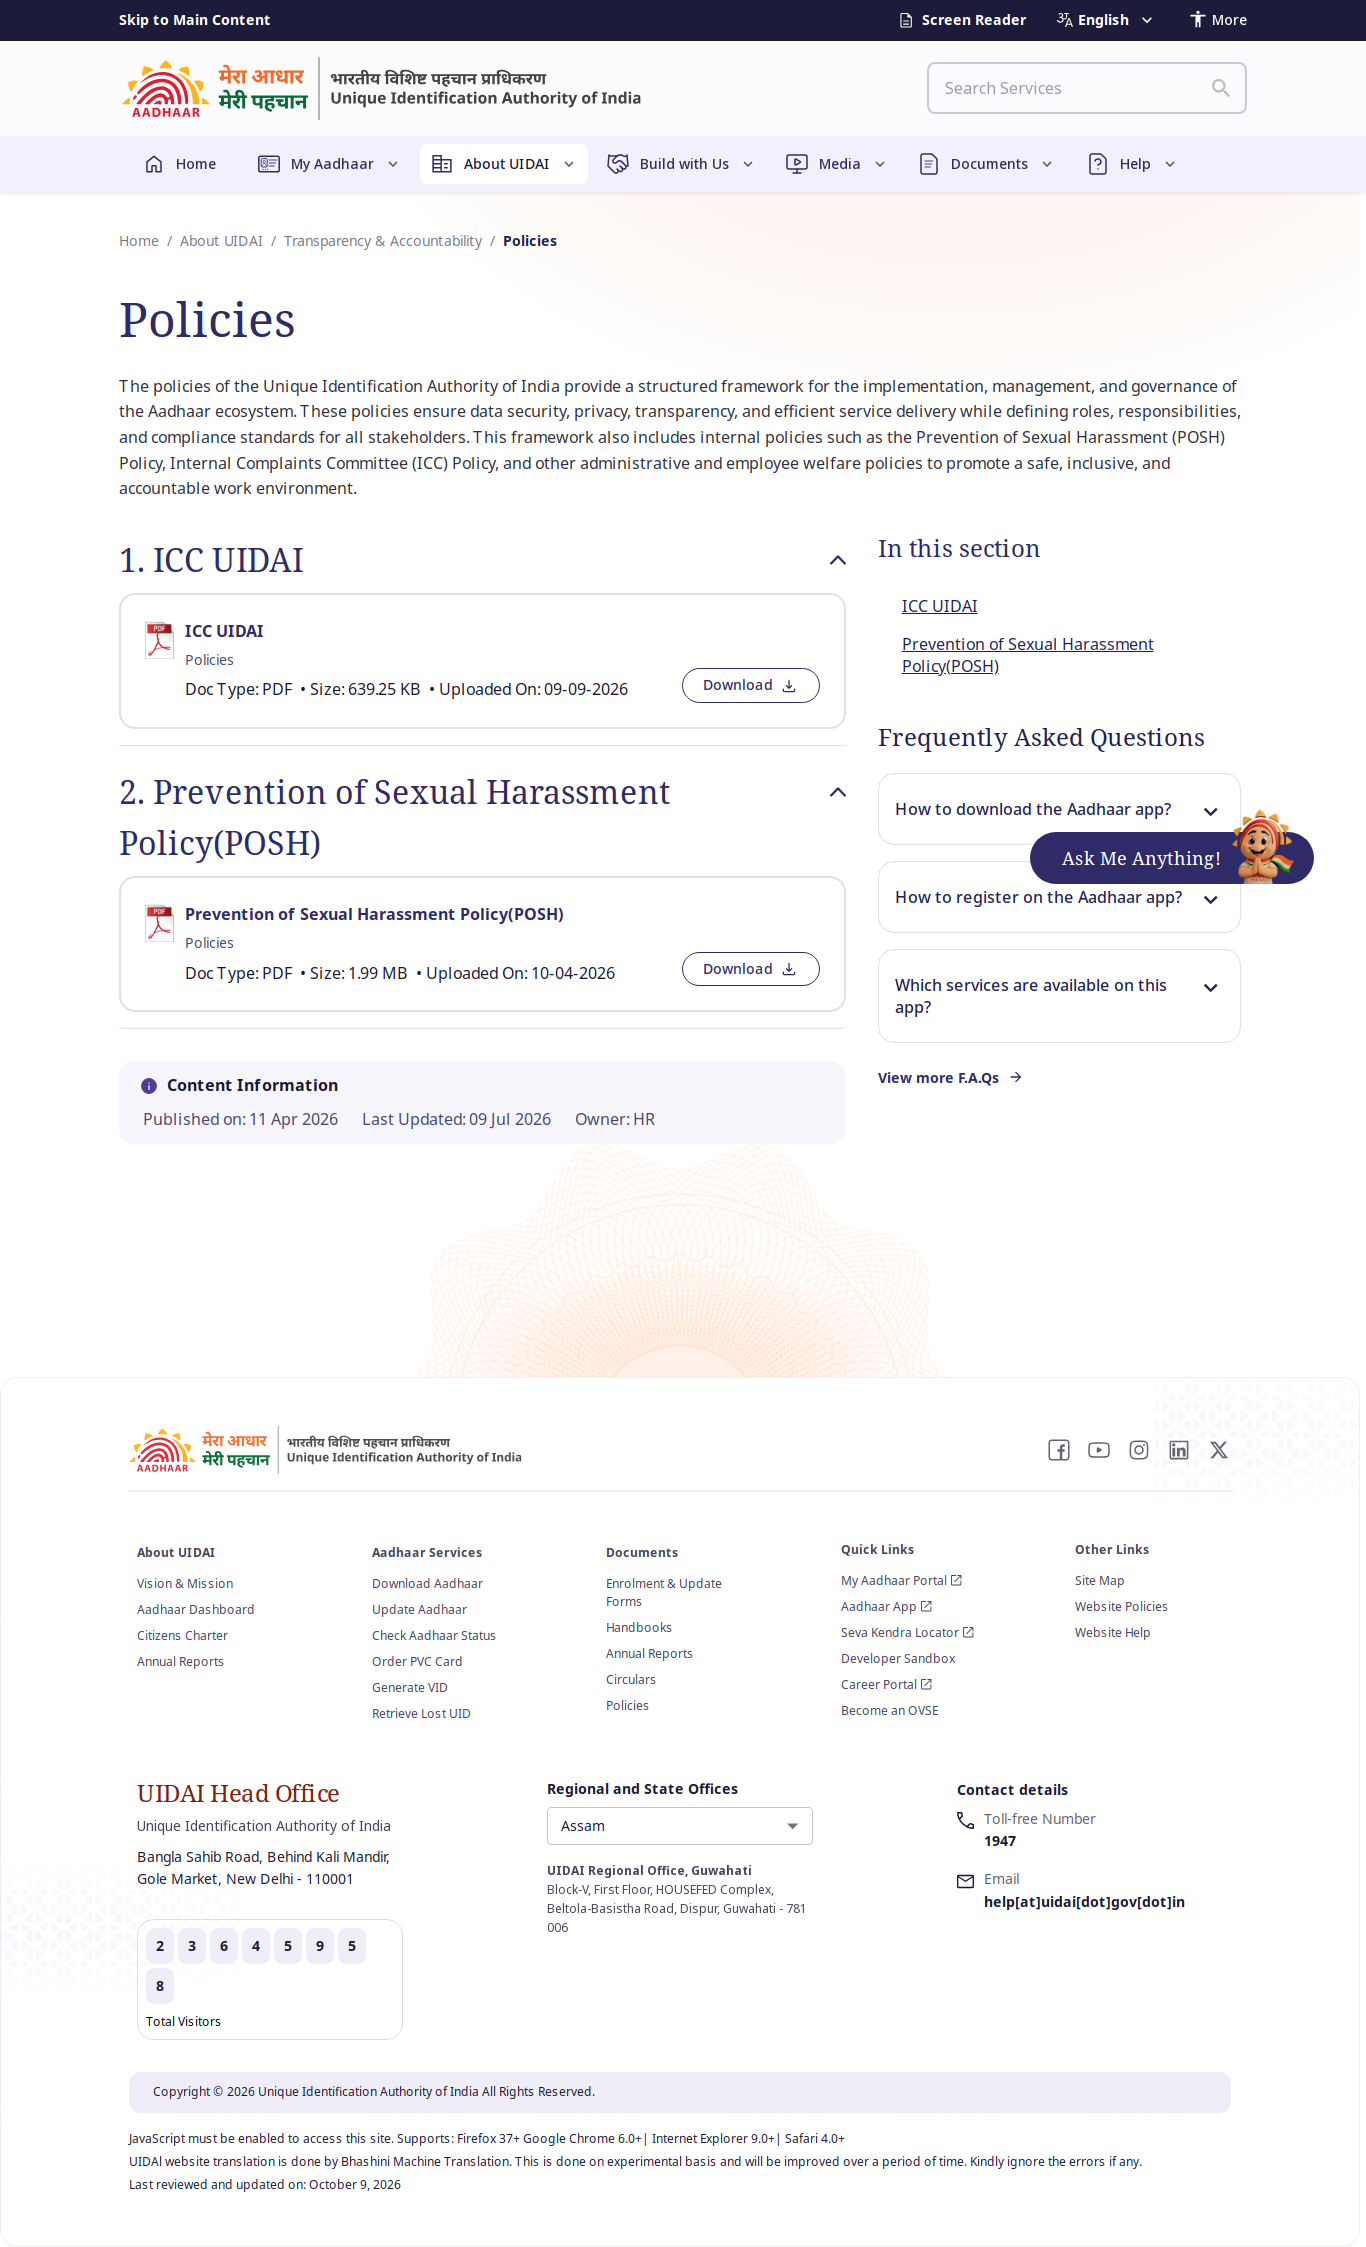 Skip to Main Content
Screen Reader
English
More
मेरा आधार
मेरी पहचान
AADHAAR
भारतीय विशिष्ट पहचान प्राधिकरण
Unique Identification Authority of India
Search Services
Home
My Aadhaar
About UIDAI
Build with Us
Media
Documents
Help
Home / About UIDAI / Transparency & Accountability / Policies
Policies
The policies of the Unique Identification Authority of India provide a structured framework for the implementation, management, and governance of
the Aadhaar ecosystem. These policies ensure data security, privacy, transparency, and efficient service delivery while defining roles, responsibilities,
and compliance standards for all stakeholders. This framework also includes internal policies such as the Prevention of Sexual Harassment (POSH)
Policy, Internal Complaints Committee (ICC) Policy, and other administrative and employee welfare policies to promote a safe, inclusive, and
accountable work environment.
1. ICC UIDAI
PDF
ICC UIDAI
Policies
Doc Type: PDF • Size: 639.25 KB • Uploaded On: 09-09-2026
Download
2. Prevention of Sexual Harassment
Policy(POSH)
PDF
Prevention of Sexual Harassment Policy(POSH)
Policies
Doc Type: PDF • Size: 1.99 MB • Uploaded On: 10-04-2026
Download
Content Information
Published on: 11 Apr 2026 Last Updated: 09 Jul 2026 Owner: HR
In this section
ICC UIDAI
Prevention of Sexual Harassment
Policy(POSH)
Frequently Asked Questions
How to download the Aadhaar app?
Ask Me Anything!
How to register on the Aadhaar app?
Which services are available on this
app?
View more F.A.Qs
मेरा आधार
मेरी पहचान
AADHAAR
भारतीय विशिष्ट पहचान प्राधिकरण
Unique Identification Authority of India
About UIDAI
Vision & Mission
Aadhaar Dashboard
Citizens Charter
Annual Reports
Aadhaar Services
Download Aadhaar
Update Aadhaar
Check Aadhaar Status
Order PVC Card
Generate VID
Retrieve Lost UID
Documents
Enrolment & Update
Forms
Handbooks
Annual Reports
Circulars
Policies
Quick Links
My Aadhaar Portal
Aadhaar App
Seva Kendra Locator
Developer Sandbox
Career Portal
Become an OVSE
Other Links
Site Map
Website Policies
Website Help
UIDAI Head Office
Unique Identification Authority of India
Bangla Sahib Road, Behind Kali Mandir,
Gole Market, New Delhi - 110001
2 3 6 4 5 9 5
8
Total Visitors
Regional and State Offices
Assam
UIDAI Regional Office, Guwahati
Block-V, First Floor, HOUSEFED Complex,
Beltola-Basistha Road, Dispur, Guwahati - 781
006
Contact details
Toll-free Number
1947
Email
help[at]uidai[dot]gov[dot]in
Copyright © 2026 Unique Identification Authority of India All Rights Reserved.
JavaScript must be enabled to access this site. Supports: Firefox 37+ Google Chrome 6.0+| Internet Explorer 9.0+| Safari 4.0+
UIDAI website translation is done by Bhashini Machine Translation. This is done on experimental basis and will be improved over a period of time. Kindly ignore the errors if any.
Last reviewed and updated on: October 9, 2026